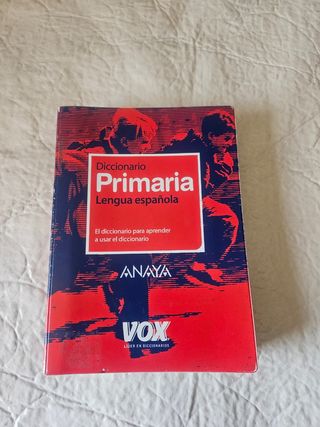 Diccionario
Primaria
Lengua española
El diccionario para aprender
a usar el diccionario
ANAYA
VOX
LÍDER EN DICCIONARIOS